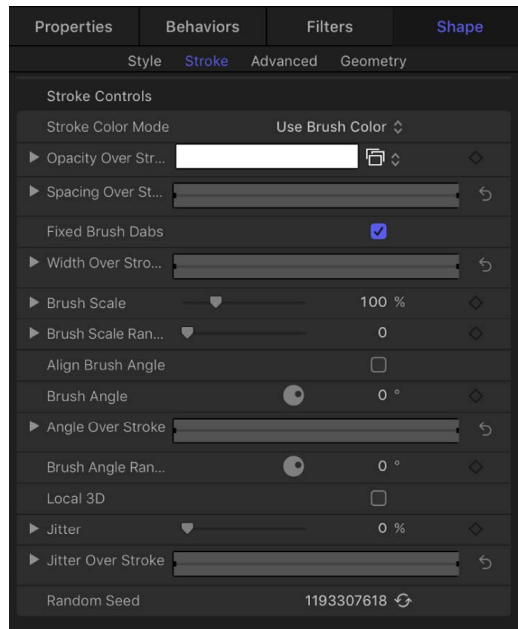 Properties Behaviors Filters Shape
Style Stroke Advanced Geometry
Stroke Controls
Stroke Color Mode Use Brush Color
Opacity Over Str...
Spacing Over St...
Fixed Brush Dabs
Width Over Stro...
Brush Scale 100 %
Brush Scale Ran... 0
Align Brush Angle
Brush Angle 0 °
Angle Over Stroke
Brush Angle Ran... 0 °
Local 3D
Jitter 0 %
Jitter Over Stroke
Random Seed 1193307618